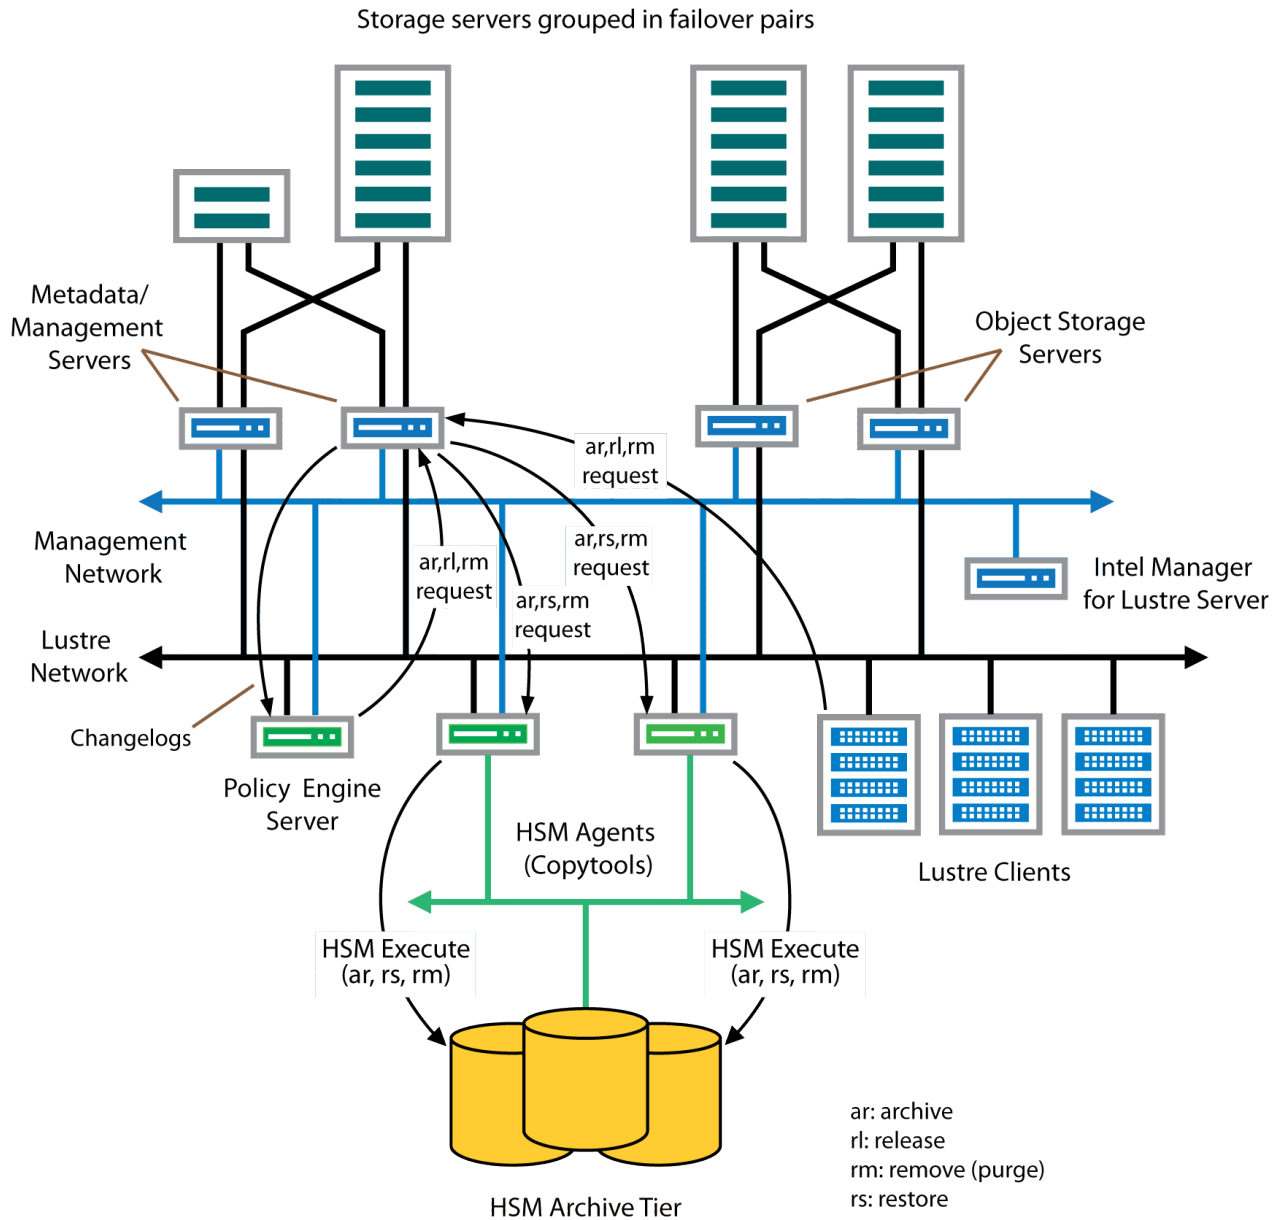 Storage servers grouped in failover pairs
Metadata/
Management
Servers
Object Storage
Servers
ar,rl,rm
request
Management
Network
ar,rs,rm
request
ar,rl,rm
request
ar,rs,rm
request
Intel Manager
for Lustre Server
Lustre
Network
Changelogs
Policy Engine
Server
HSM Agents
(Copytools)
Lustre Clients
HSM Execute
(ar, rs, rm)
HSM Execute
(ar, rs, rm)
ar: archive
rl: release
rm: remove (purge)
rs: restore
HSM Archive Tier